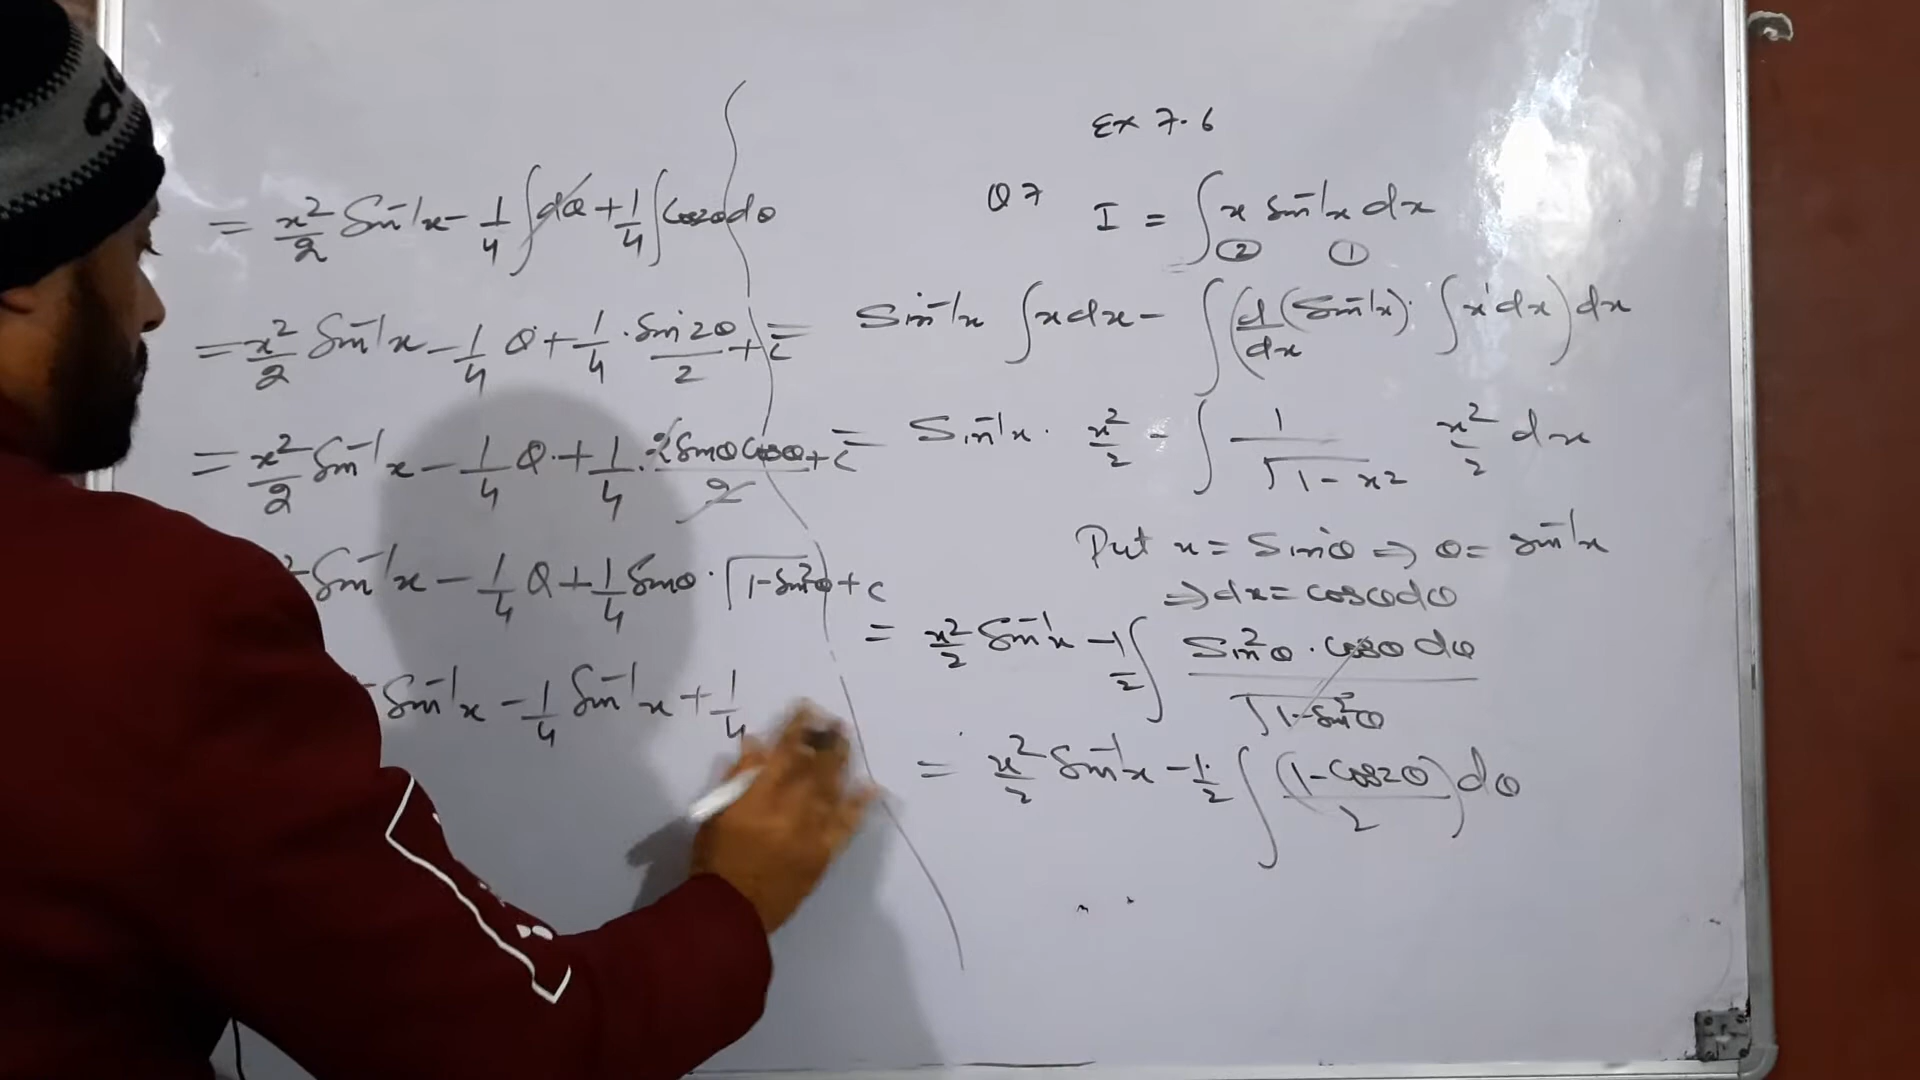 Ex 7.6
Q7 I = ∫ x sin⁻¹x dx
② ①
= Sin⁻¹x ∫ x dx − ∫ (d/dx (Sin⁻¹x) · ∫ x dx) dx
= Sin⁻¹x · x²/2 − ∫ 1/√(1−x²) x²/2 dx
Put x = Sinθ ⇒ θ = sin⁻¹x
⇒ dx = cosθ dθ
= x²/2 Sin⁻¹x − 1/2 ∫ Sin²θ · cosθ dθ / √(1−Sin²θ)
= x²/2 Sin⁻¹x − 1/2 ∫ ((1−Cos2θ)/2) dθ
= x²/2 Sin⁻¹x − 1/4 ∫ dθ + 1/4 ∫ Cos2θ dθ
= x²/2 Sin⁻¹x − 1/4 θ + 1/4 · Sin2θ/2 + C
= x²/2 Sin⁻¹x − 1/4 θ + 1/4 · 2Sinθ Cosθ/2 + C
Sin⁻¹x − 1/4 θ + 1/4 Sinθ · √(1−Sin²θ) + C
Sin⁻¹x − 1/4 Sin⁻¹x + 1/4